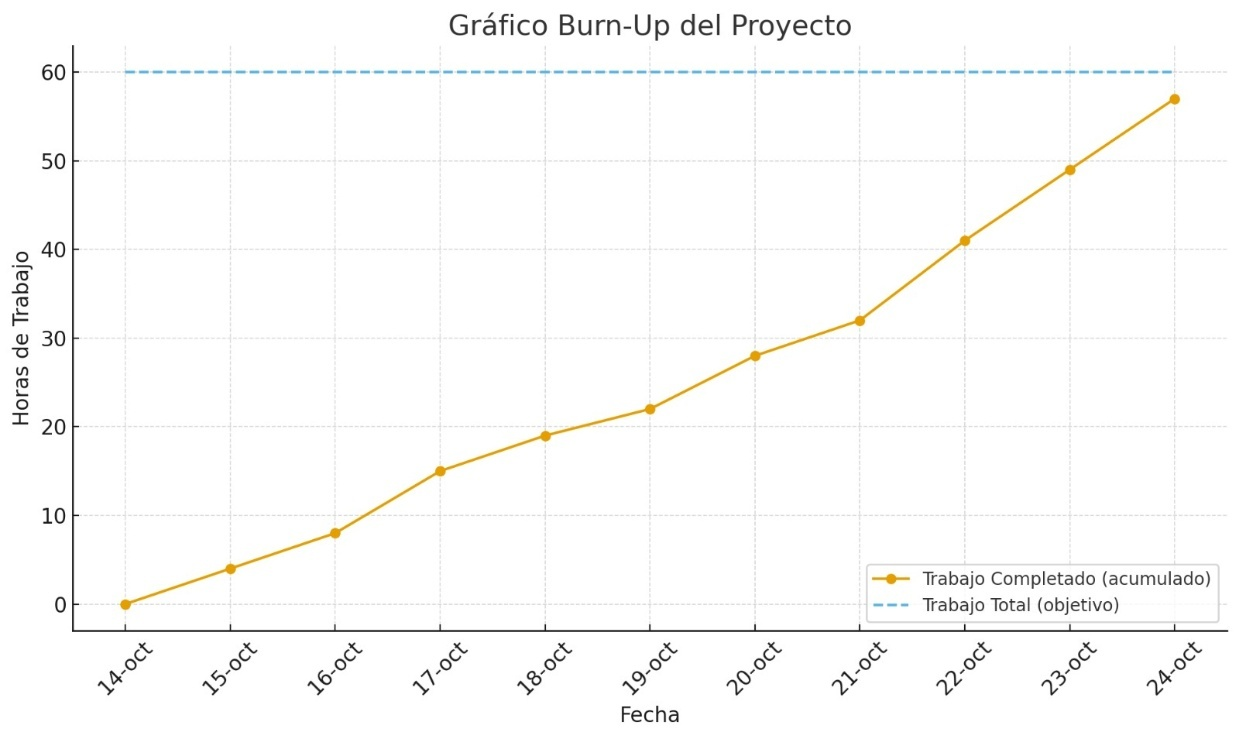 Gráfico Burn-Up del Proyecto
Horas de Trabajo
60
50
40
30
20
10
0
Trabajo Completado (acumulado)
Trabajo Total (objetivo)
14-oct
15-oct
16-oct
17-oct
18-oct
19-oct
20-oct
21-oct
22-oct
23-oct
24-oct
Fecha